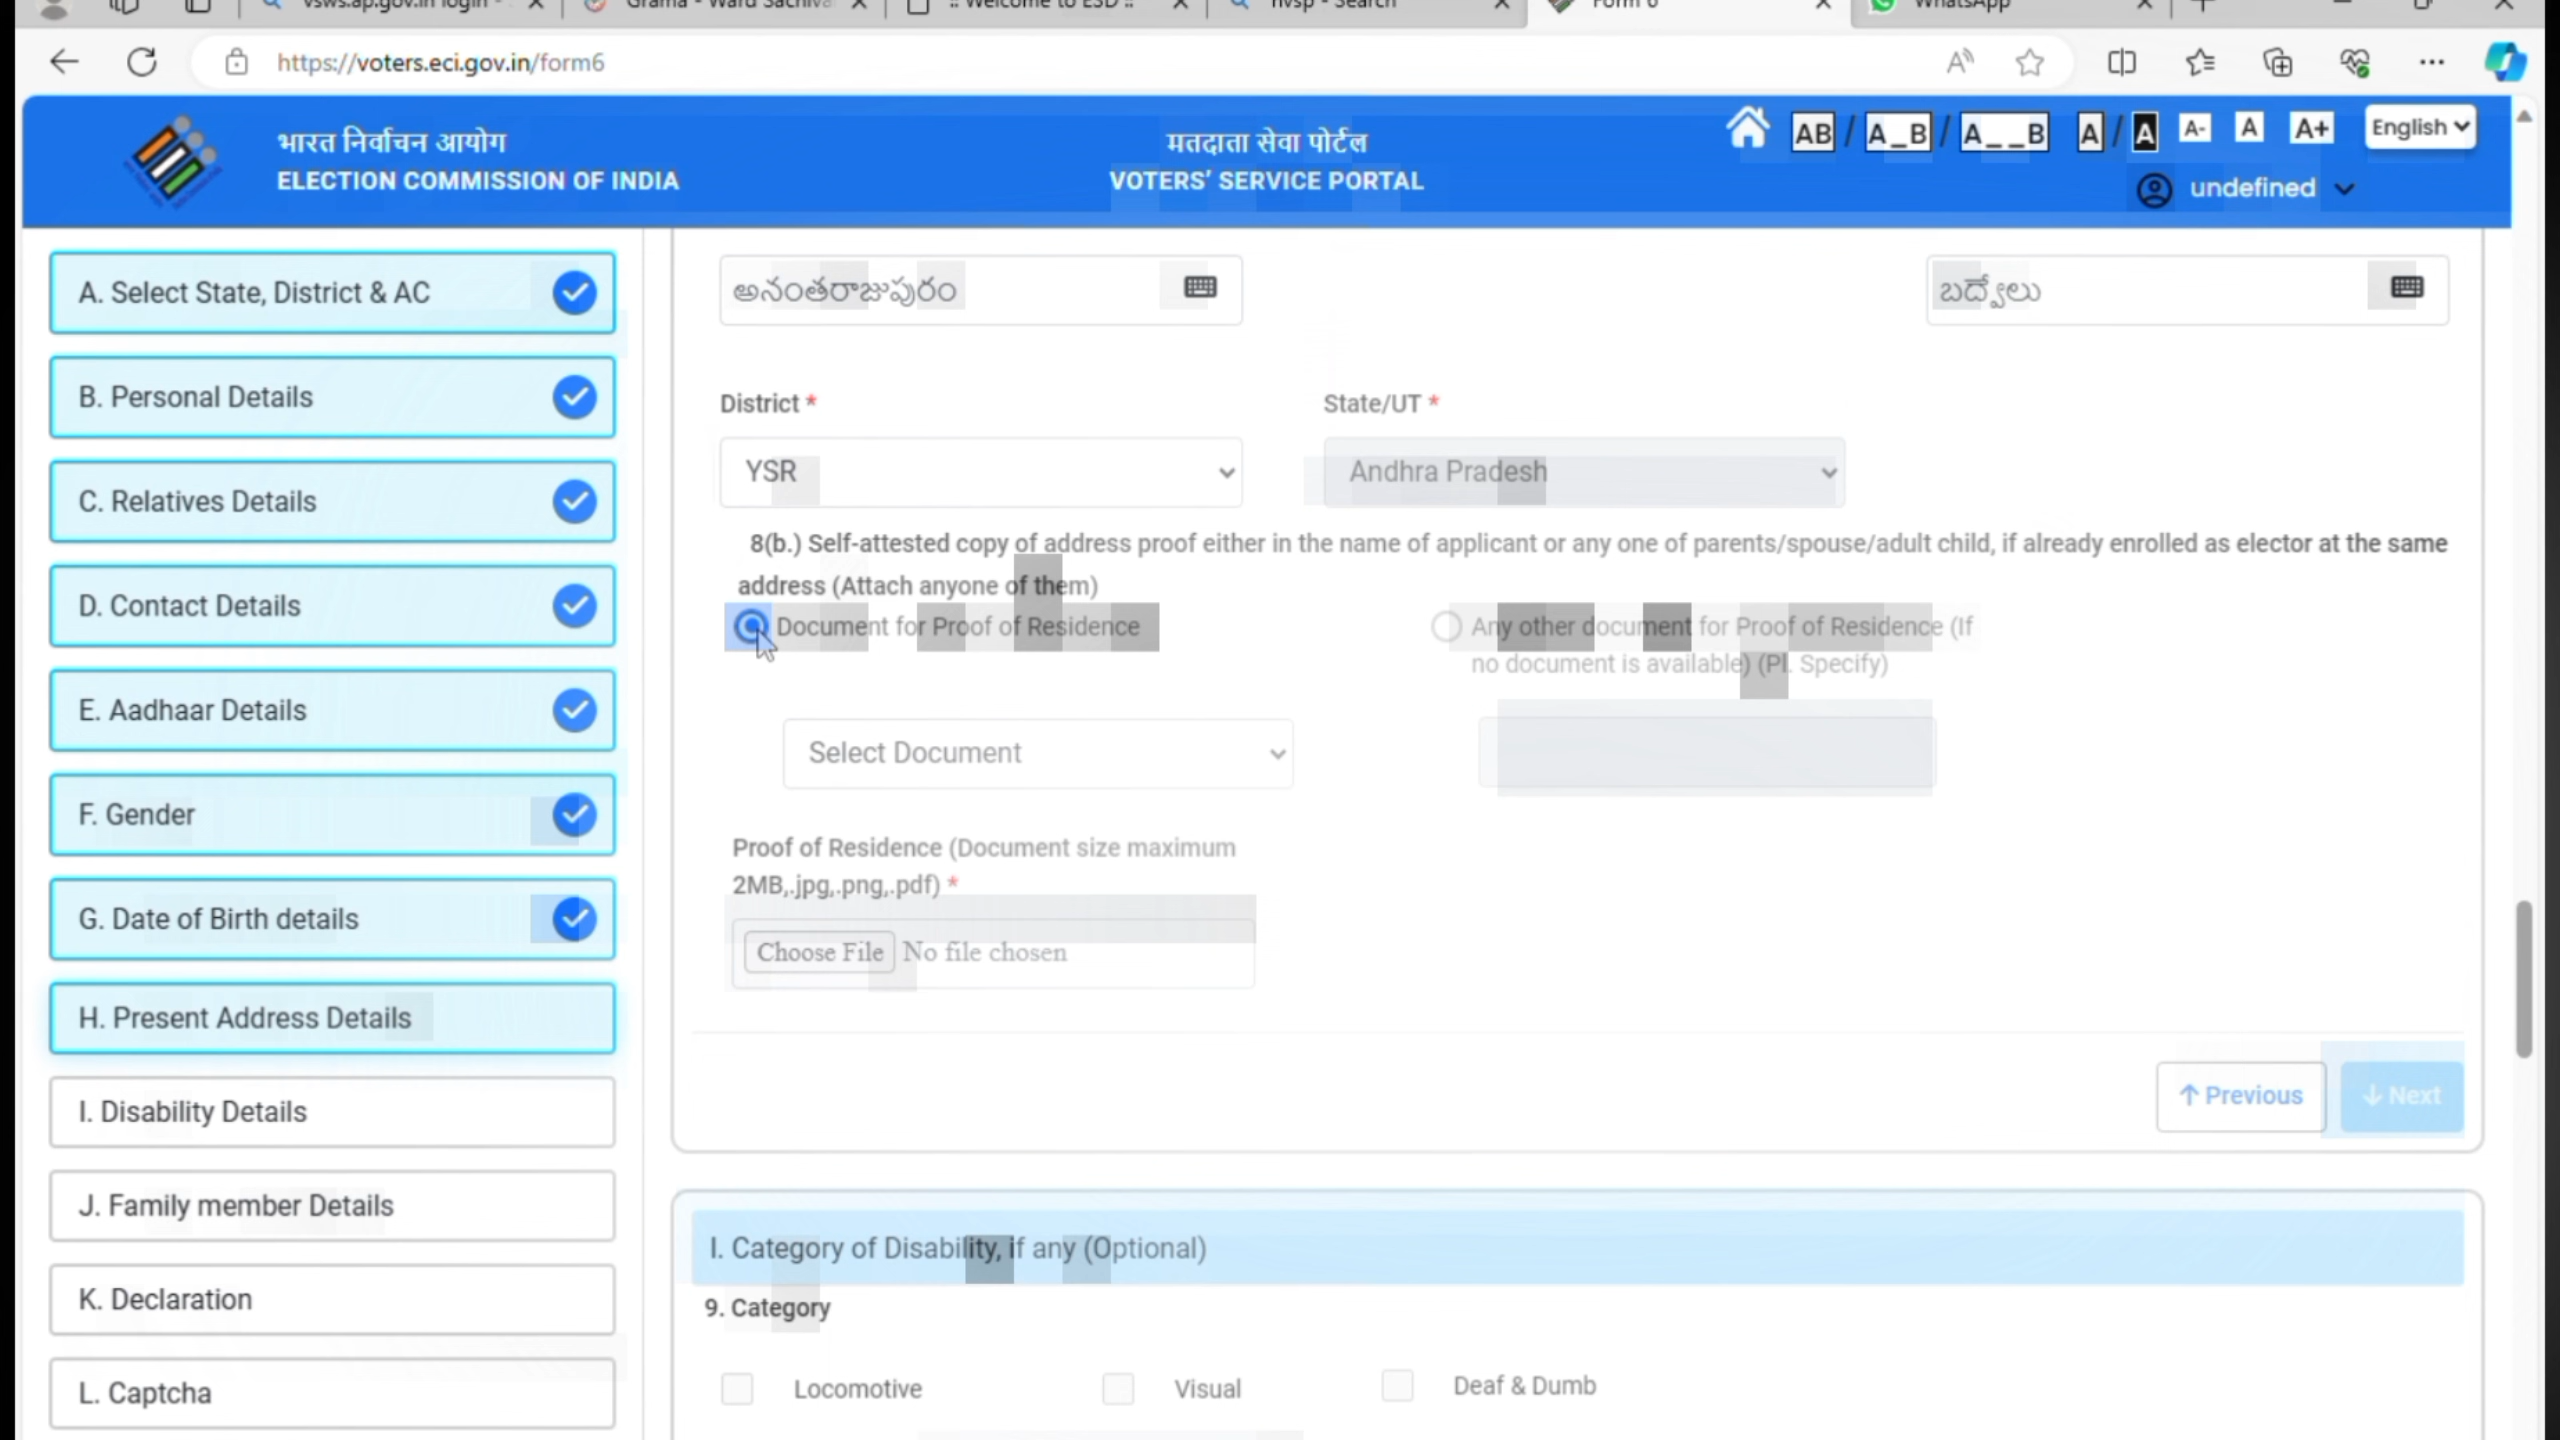 vsws.ap.gov.in login -
Grama - Ward Sachiva
:: Welcome to ESD ::
nvsp - Search
Form 6
WhatsApp
https://voters.eci.gov.in/form6
भारत निर्वाचन आयोग
ELECTION COMMISSION OF INDIA
मतदाता सेवा पोर्टल
VOTERS' SERVICE PORTAL
AB / A_B / A__B A / A A- A A+ English
undefined
A. Select State, District & AC
B. Personal Details
C. Relatives Details
D. Contact Details
E. Aadhaar Details
F. Gender
G. Date of Birth details
H. Present Address Details
I. Disability Details
J. Family member Details
K. Declaration
L. Captcha
అనంతరాజుపురం
బద్వేలు
District *
State/UT *
YSR
Andhra Pradesh
8(b.) Self-attested copy of address proof either in the name of applicant or any one of parents/spouse/adult child, if already enrolled as elector at the same
address (Attach anyone of them)
Document for Proof of Residence
Any other document for Proof of Residence (If
no document is available) (Pl. Specify)
Select Document
Proof of Residence (Document size maximum
2MB,.jpg,.png,.pdf) *
Choose File No file chosen
Previous
Next
I. Category of Disability, if any (Optional)
9. Category
Locomotive
Visual
Deaf & Dumb